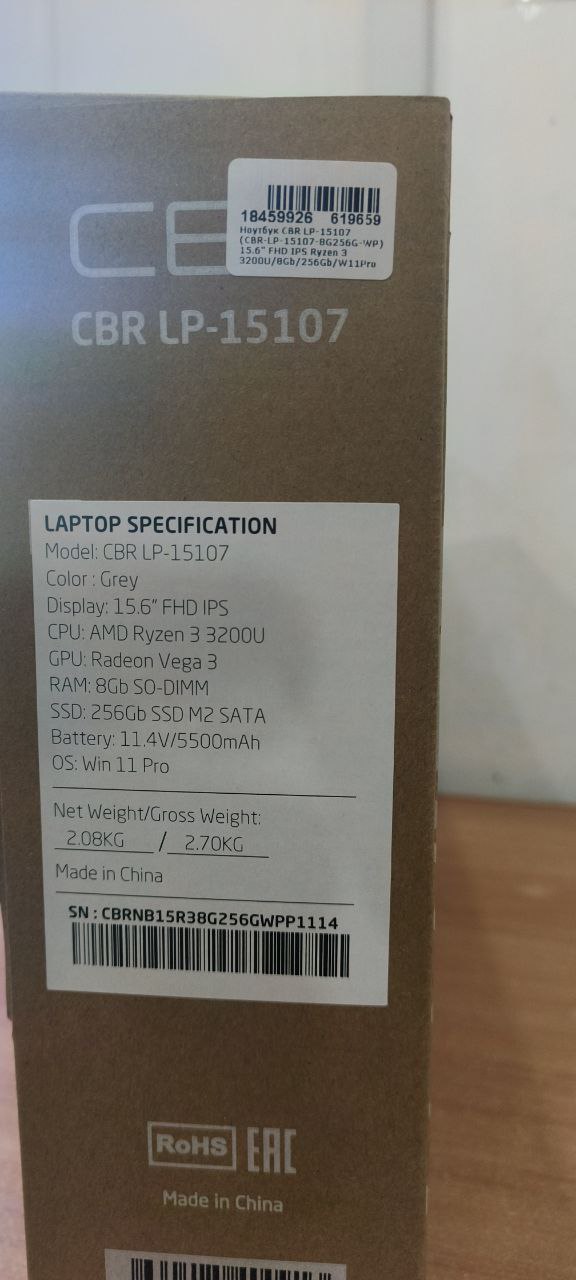 18459926 619659
Ноутбук CBR LP-15107
(CBR-LP-15107-8G256G-WP)
15.6" FHD IPS Ryzen 3
3200U/8Gb/256Gb/W11Pro
CBR LP-15107
LAPTOP SPECIFICATION
Model: CBR LP-15107
Color : Grey
Display: 15.6" FHD IPS
CPU: AMD Ryzen 3 3200U
GPU: Radeon Vega 3
RAM: 8Gb SO-DIMM
SSD: 256Gb SSD M2 SATA
Battery: 11.4V/5500mAh
OS: Win 11 Pro
Net Weight/Gross Weight:
2.08KG / 2.70KG
Made in China
SN : CBRNB15R38G256GWPP1114
RoHS EAC
Made in China